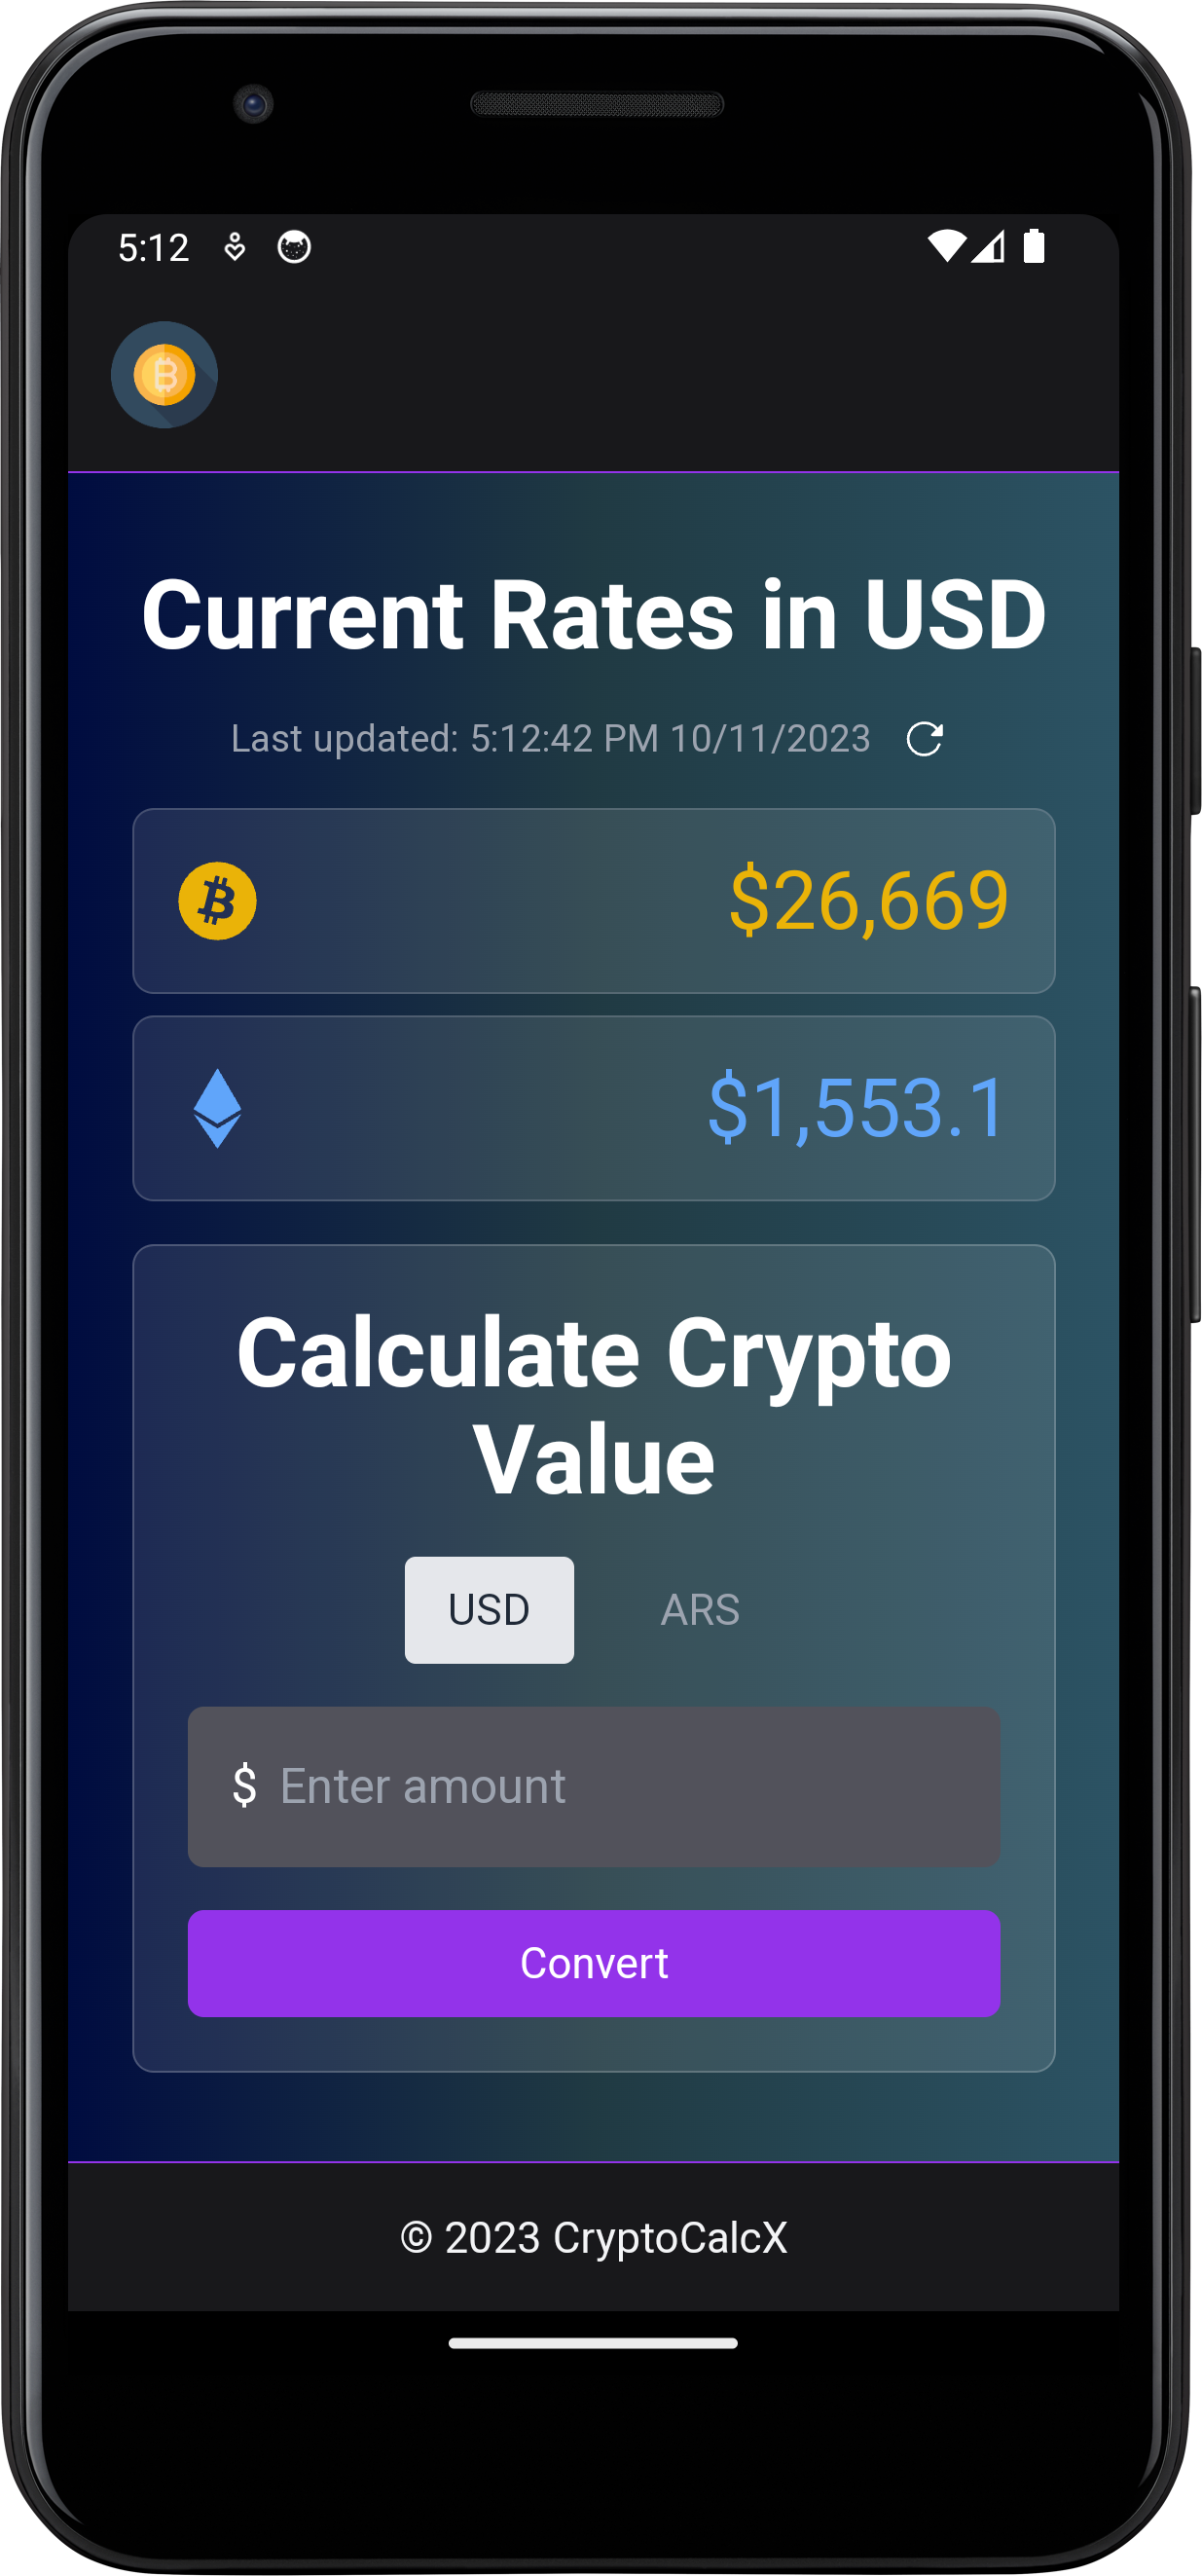 5:12
Current Rates in USD
Last updated: 5:12:42 PM 10/11/2023
$26,669
$1,553.1
Calculate Crypto
Value
USD ARS
$ Enter amount
Convert
© 2023 CryptoCalcX